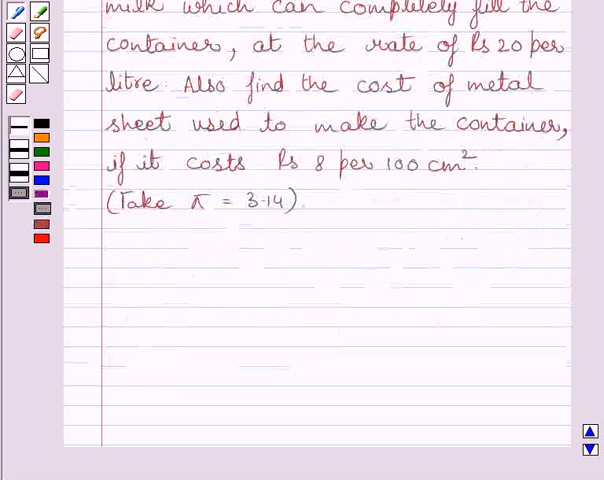 milk which can completely fill the
container, at the rate of Rs 20 per
litre. Also find the cost of metal
sheet used to make the container,
if it costs Rs 8 per 100 cm².
(Take π = 3.14).